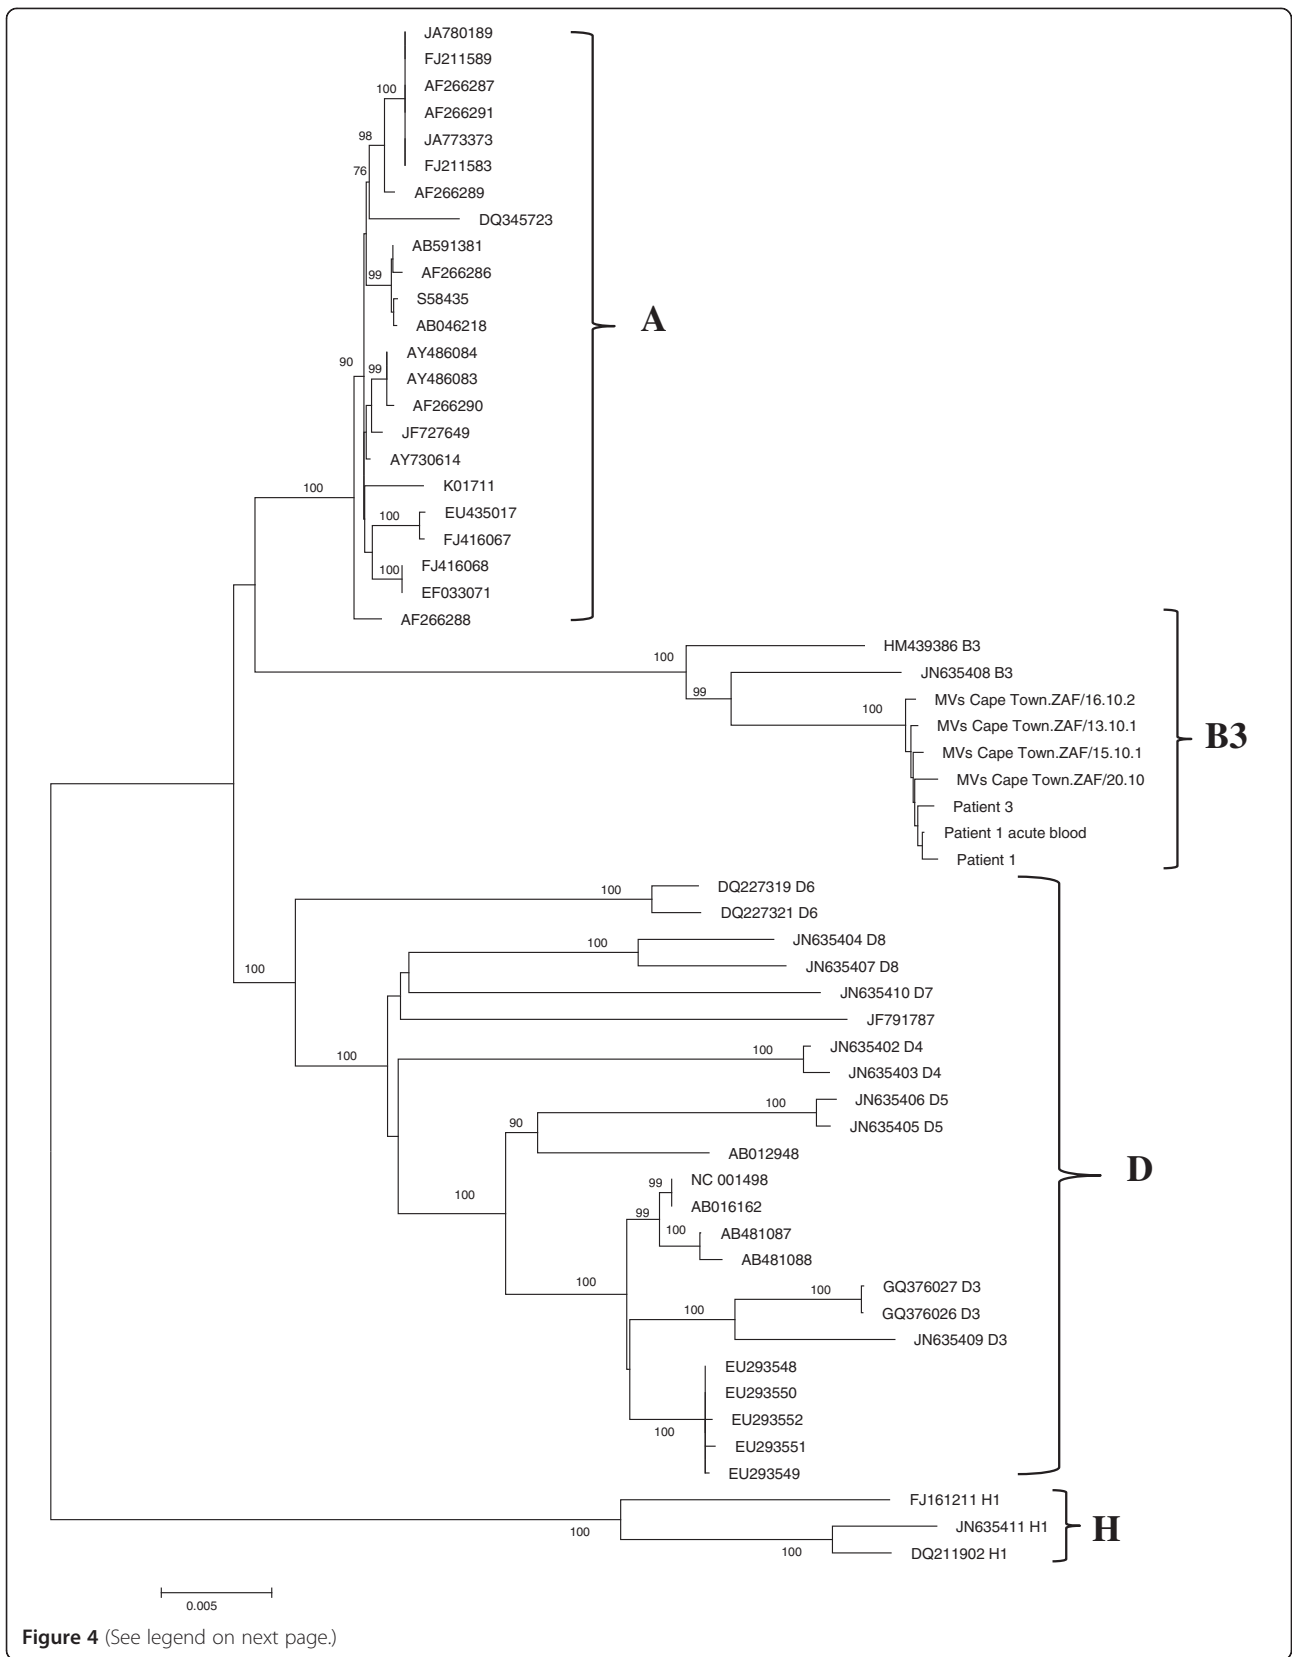 JA780189
FJ211589
100
AF266287
AF266291
98
JA773373
FJ211583
76
AF266289
DQ345723
AB591381
99
AF266286
S58435
AB046218
A
90
AY486084
99
AY486083
AF266290
JF727649
AY730614
100
K01711
100
EU435017
FJ416067
100
FJ416068
EF033071
AF266288
100
HM439386 B3
99
JN635408 B3
100
MVs Cape Town.ZAF/16.10.2
MVs Cape Town.ZAF/13.10.1
B3
MVs Cape Town.ZAF/15.10.1
MVs Cape Town.ZAF/20.10
Patient 3
Patient 1 acute blood
Patient 1
100
DQ227319 D6
DQ227321 D6
100
JN635404 D8
100
JN635407 D8
JN635410 D7
JF791787
100
100
JN635402 D4
JN635403 D4
100
JN635406 D5
90
JN635405 D5
AB012948
D
100
99
NC 001498
AB016162
99
100
AB481087
AB481088
100
100
GQ376027 D3
100
GQ376026 D3
JN635409 D3
EU293548
EU293550
EU293552
100
EU293551
EU293549
FJ161211 H1
100
JN635411 H1
H
100
DQ211902 H1
0.005
Figure 4 (See legend on next page.)